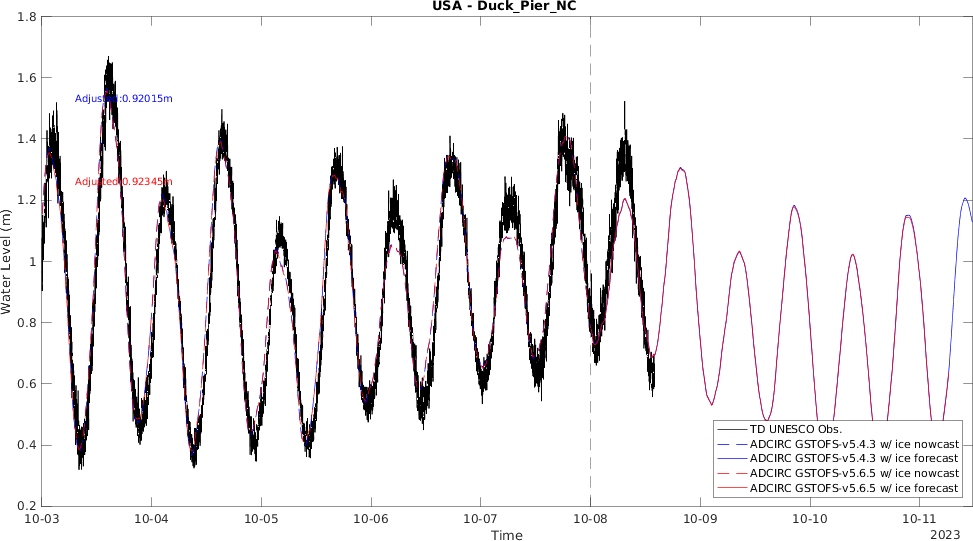 USA - Duck_Pier_NC
1.8
1.6
1.4
1.2
1
0.8
0.6
0.4
0.2
Water Level (m)
Adjusted:0.92015m
Adjusted:0.92345m
TD UNESCO Obs.
ADCIRC GSTOFS-v5.4.3 w/ ice nowcast
ADCIRC GSTOFS-v5.4.3 w/ ice forecast
ADCIRC GSTOFS-v5.6.5 w/ ice nowcast
ADCIRC GSTOFS-v5.6.5 w/ ice forecast
10-03 10-04 10-05 10-06 10-07 10-08 10-09 10-10 10-11
Time
2023